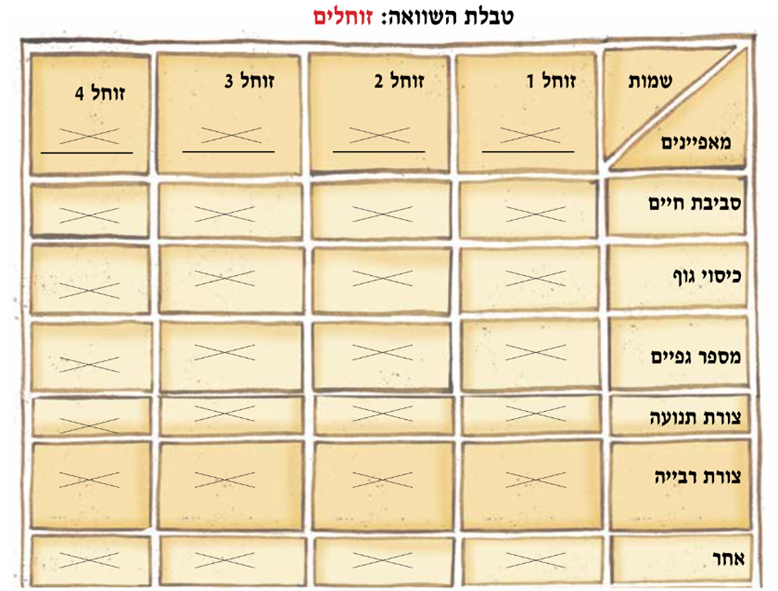 טבלת השוואה: זוחלים
שמות
מאפיינים
זוחל 1
זוחל 2
זוחל 3
זוחל 4
סביבת חיים
כיסוי גוף
מספר גפיים
צורת תנועה
צורת רבייה
אחר